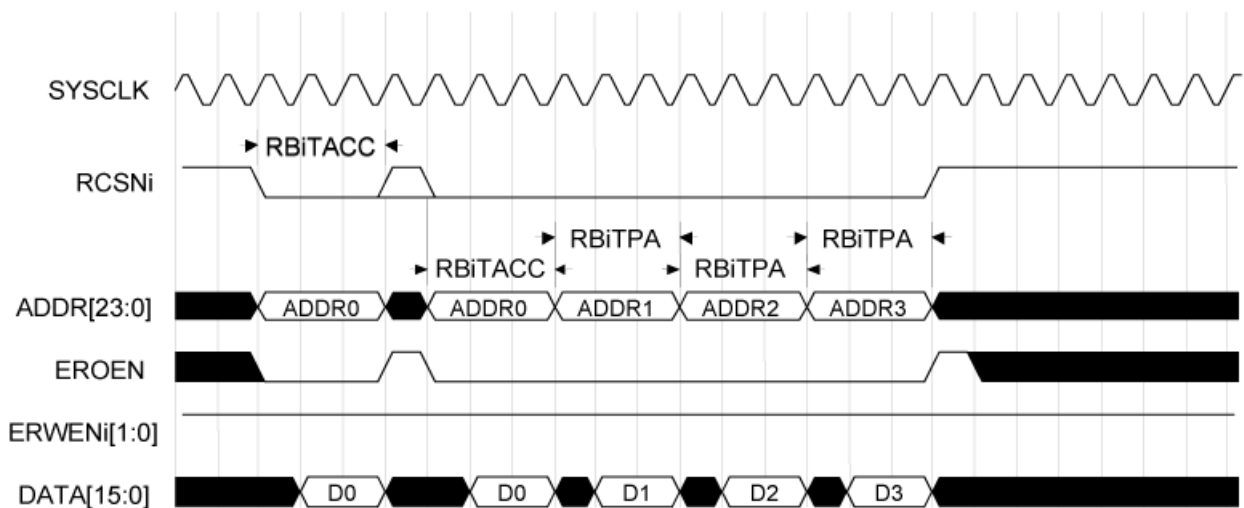 SYSCLK
RBiTACC
RCSNi
RBiTPA RBiTPA
RBiTACC RBiTPA
ADDR[23:0] ADDR0 ADDR0 ADDR1 ADDR2 ADDR3
EROEN
ERWENi[1:0]
DATA[15:0] D0 D0 D1 D2 D3